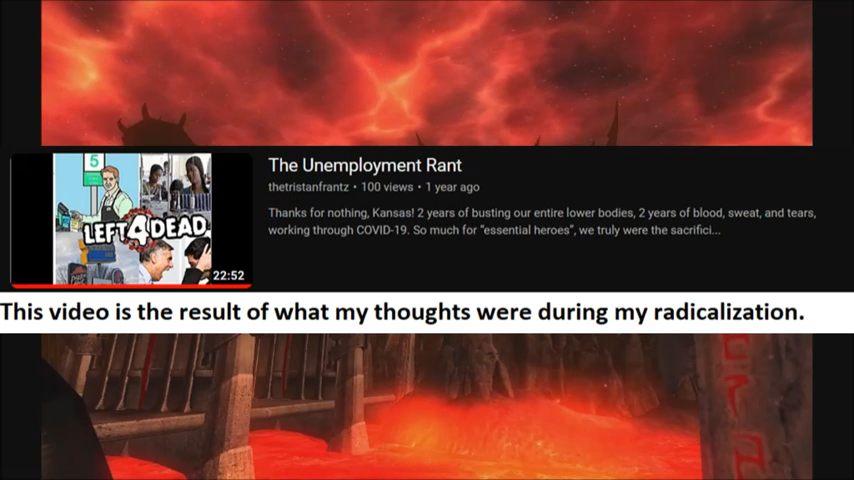 The Unemployment Rant
thetristanfrantz • 100 views • 1 year ago
Thanks for nothing, Kansas! 2 years of busting our entire lower bodies, 2 years of blood, sweat, and tears,
working through COVID-19. So much for “essential heroes”, we truly were the sacrifici...
5
LEFT 4 DEAD
22:52
This video is the result of what my thoughts were during my radicalization.